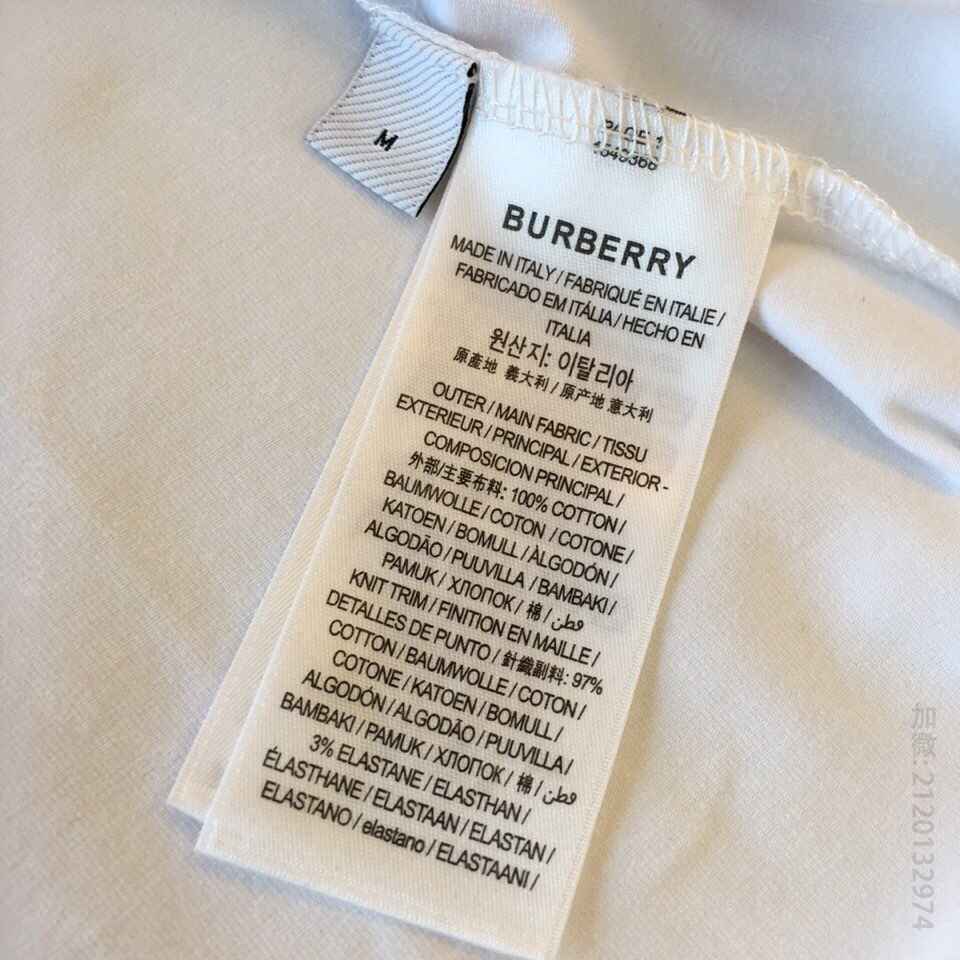 M
PAGE 1
BURBERRY
MADE IN ITALY / FABRIQUÉ EN ITALIE /
FABRICADO EM ITÁLIA / HECHO EN
ITALIA
원산지: 이탈리아
原產地 義大利 / 原产地 意大利
OUTER / MAIN FABRIC / TISSU
EXTERIEUR / PRINCIPAL / EXTERIOR -
COMPOSICION PRINCIPAL /
外部/主要布料: 100% COTTON /
BAUMWOLLE / COTON / COTONE /
KATOEN / BOMULL / ALGODÓN /
ALGODÃO / PUUVILLA / BAMBAKI /
PAMUK / ХЛОПОК / 棉 / قطن /
KNIT TRIM / FINITION EN MAILLE /
DETALLES DE PUNTO / 針織副料: 97%
COTTON / BAUMWOLLE / COTON /
COTONE / KATOEN / BOMULL /
ALGODÓN / ALGODÃO / PUUVILLA /
BAMBAKI / PAMUK / ХЛОПОК / 棉 / قطن /
3% ELASTANE / ELASTHAN /
ÉLASTHANE / ELASTAAN / ELASTAN /
ELASTANO / elastano / ELASTAANI /
加微: 2120132974